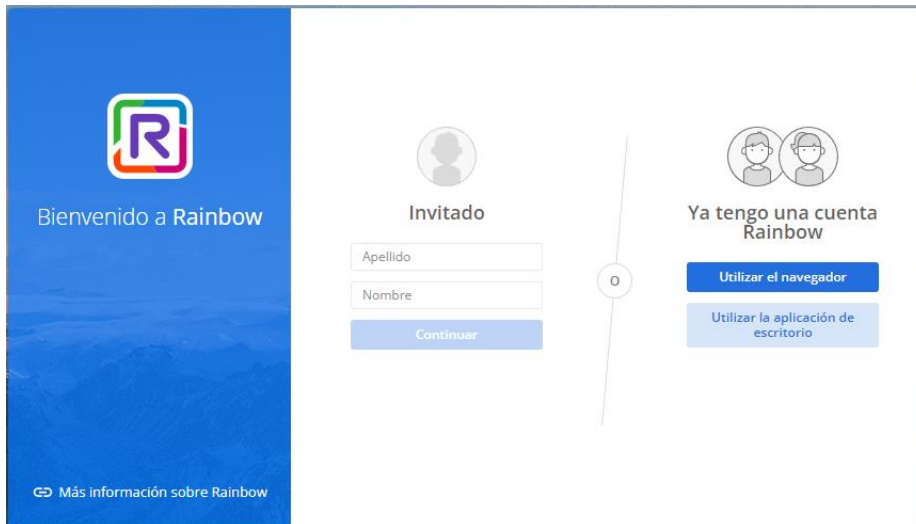 R
Bienvenido a Rainbow
Más información sobre Rainbow
Invitado
Apellido
Nombre
Continuar
O
Ya tengo una cuenta
Rainbow
Utilizar el navegador
Utilizar la aplicación de
escritorio